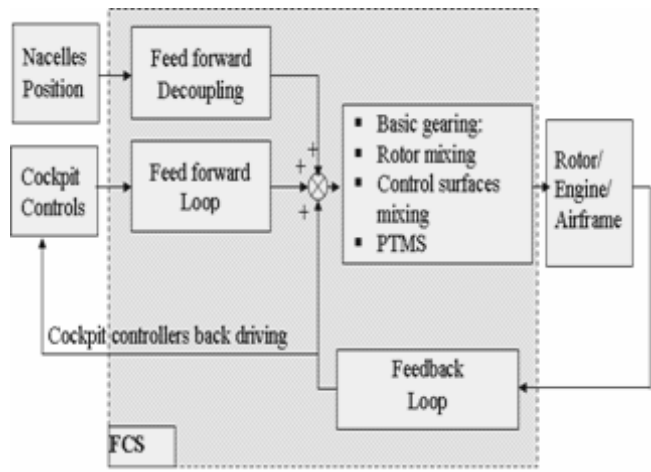 Nacelles
Position
Feed forward
Decoupling
Cockpit
Controls
Feed forward
Loop
+
+
+
▪ Basic gearing:
▪ Rotor mixing
▪ Control surfaces
mixing
▪ PTMS
Rotor/
Engine/
Airframe
Cockpit controllers back driving
Feedback
Loop
FCS